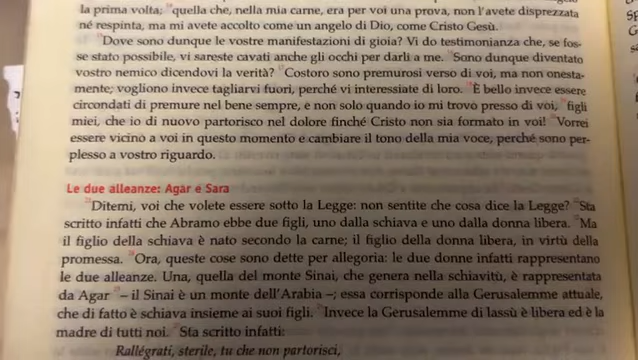 la prima volta; quella che, nella mia carne, era per voi una prova, non l'avete disprezzata
né respinta, ma mi avete accolto come un angelo di Dio, come Cristo Gesù.
Dove sono dunque le vostre manifestazioni di gioia? Vi do testimonianza che, se fos-
se stato possibile, vi sareste cavati anche gli occhi per darli a me. Sono dunque diventato
vostro nemico dicendovi la verità? Costoro sono premurosi verso di voi, ma non onesta-
mente; vogliono invece tagliarvi fuori, perché vi interessiate di loro. È bello invece essere
circondati di premure nel bene sempre, e non solo quando io mi trovo presso di voi, figli
miei, che io di nuovo partorisco nel dolore finché Cristo non sia formato in voi! Vorrei
essere vicino a voi in questo momento e cambiare il tono della mia voce, perché sono per-
plesso a vostro riguardo.
Le due alleanze: Agar e Sara
Ditemi, voi che volete essere sotto la Legge: non sentite che cosa dice la Legge? Sta
scritto infatti che Abramo ebbe due figli, uno dalla schiava e uno dalla donna libera. Ma
il figlio della schiava è nato secondo la carne; il figlio della donna libera, in virtù della
promessa. Ora, queste cose sono dette per allegoria: le due donne infatti rappresentano
le due alleanze. Una, quella del monte Sinai, che genera nella schiavitù, è rappresentata
da Agar – il Sinai è un monte dell'Arabia –; essa corrisponde alla Gerusalemme attuale,
che di fatto è schiava insieme ai suoi figli. Invece la Gerusalemme di lassù è libera ed è la
madre di tutti noi. Sta scritto infatti:
Rallégrati, sterile, tu che non partorisci,